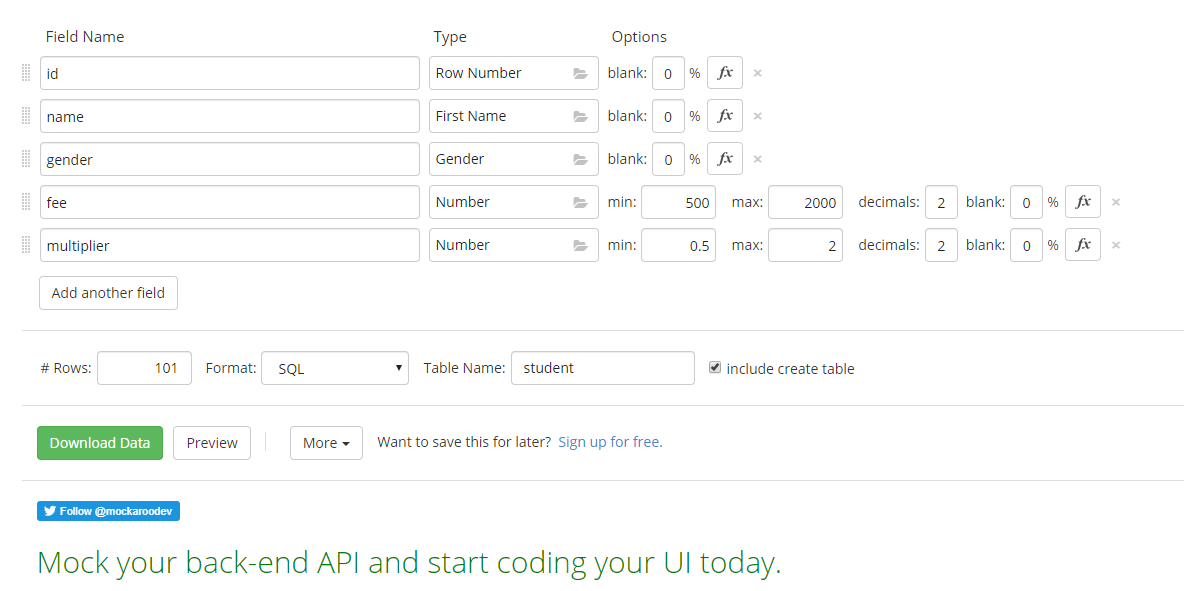 Field Name Type Options
id Row Number blank: 0 % fx ×
name First Name blank: 0 % fx ×
gender Gender blank: 0 % fx ×
fee Number min: 500 max: 2000 decimals: 2 blank: 0 % fx ×
multiplier Number min: 0.5 max: 2 decimals: 2 blank: 0 % fx ×
Add another field
# Rows: 101 Format: SQL Table Name: student include create table
Download Data Preview More Want to save this for later? Sign up for free.
Follow @mockaroodev
Mock your back-end API and start coding your UI today.